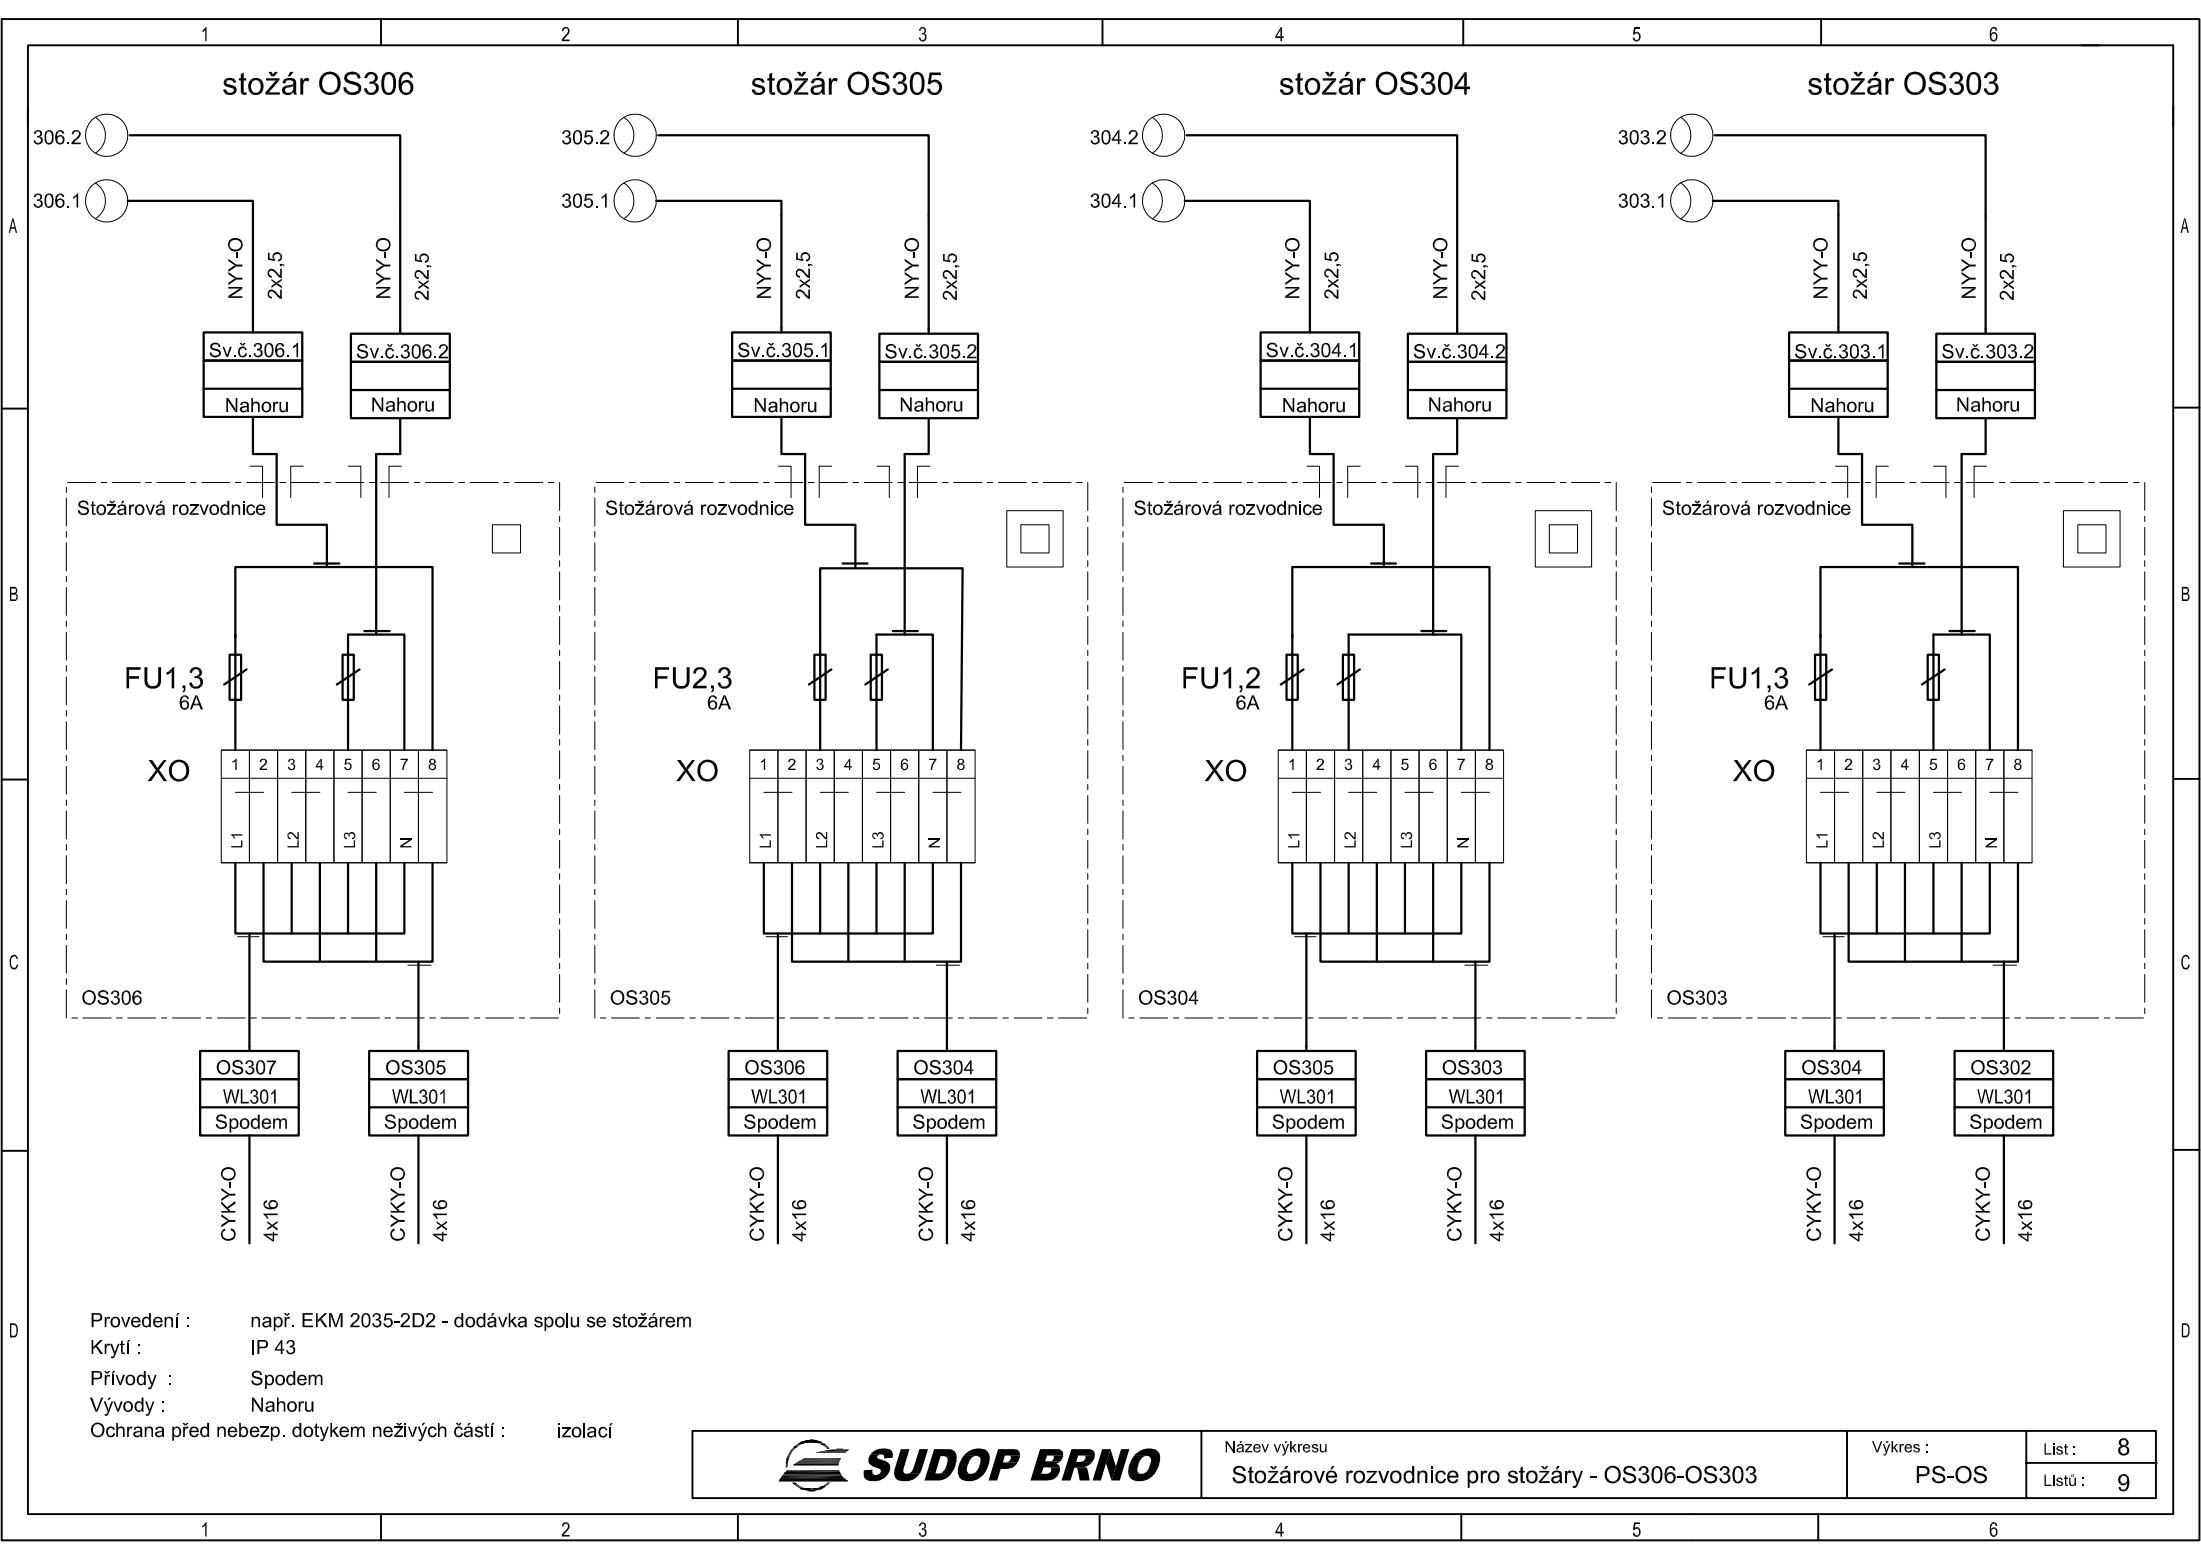 1 2 3 4 5 6
stožár OS306 stožár OS305 stožár OS304 stožár OS303
306.2 305.2 304.2 303.2
306.1 305.1 304.1 303.1
A A
NYY-O 2x2,5 NYY-O 2x2,5 NYY-O 2x2,5 NYY-O 2x2,5 NYY-O 2x2,5 NYY-O 2x2,5 NYY-O 2x2,5 NYY-O 2x2,5
Sv.č.306.1 Sv.č.306.2 Sv.č.305.1 Sv.č.305.2 Sv.č.304.1 Sv.č.304.2 Sv.č.303.1 Sv.č.303.2
Nahoru Nahoru Nahoru Nahoru Nahoru Nahoru Nahoru Nahoru
Stožárová rozvodnice Stožárová rozvodnice Stožárová rozvodnice Stožárová rozvodnice
B B
FU1,3 FU2,3 FU1,2 FU1,3
6A 6A 6A 6A
XO 1 2 3 4 5 6 7 8 XO 1 2 3 4 5 6 7 8 XO 1 2 3 4 5 6 7 8 XO 1 2 3 4 5 6 7 8
L1 L2 L3 N L1 L2 L3 N L1 L2 L3 N L1 L2 L3 N
C C
OS306 OS305 OS304 OS303
OS307 OS305 OS306 OS304 OS305 OS303 OS304 OS302
WL301 WL301 WL301 WL301 WL301 WL301 WL301 WL301
Spodem Spodem Spodem Spodem Spodem Spodem Spodem Spodem
CYKY-O 4x16 CYKY-O 4x16 CYKY-O 4x16 CYKY-O 4x16 CYKY-O 4x16 CYKY-O 4x16 CYKY-O 4x16 CYKY-O 4x16
Provedení : např. EKM 2035-2D2 - dodávka spolu se stožárem
D D
Krytí : IP 43
Přívody : Spodem
Vývody : Nahoru
Ochrana před nebezp. dotykem neživých částí : izolací
SUDOP BRNO
Název výkresu
Stožárové rozvodnice pro stožáry - OS306-OS303
Výkres :
PS-OS
List : 8
Listů : 9
1 2 3 4 5 6